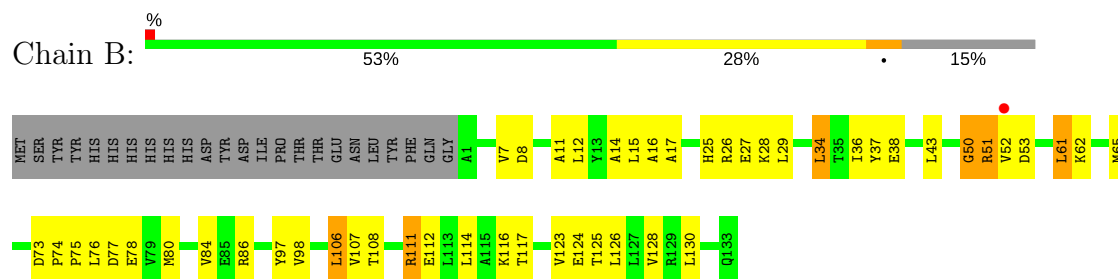 %
Chain B:
53% 28% • 15%
MET SER TYR TYR HIS HIS HIS HIS HIS HIS ASP TYR ASP ILE PRO THR THR GLU ASN LEU TYR PHE GLN GLY A1 V7 D8 A11 L12 Y13 A14 L15 A16 A17 H25 R26 E27 K28 L29 L34 T35 I36 Y37 E38 L43 G50 R51 V52 D53 L61 K62 M65
D73 P74 P75 L76 D77 E78 V79 M80 V84 E85 R86 Y97 V98 L106 V107 T108 R111 E112 L113 L114 A115 K116 T117 V123 E124 T125 L126 L127 V128 R129 L130 Q133